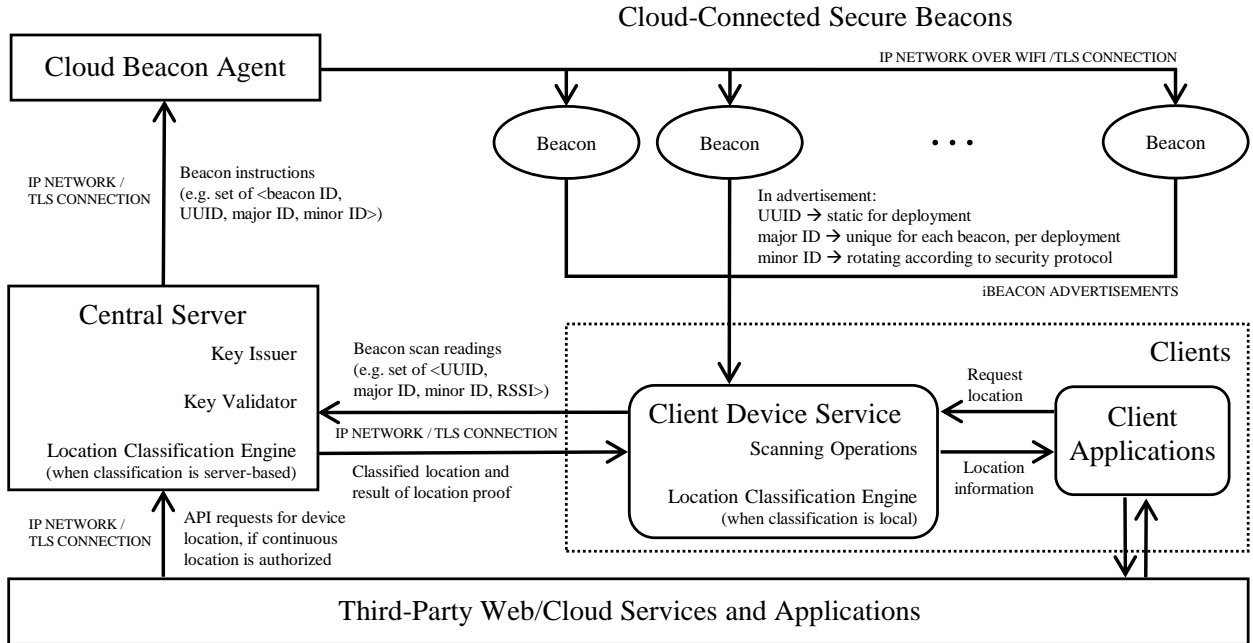 Cloud-Connected Secure Beacons
Cloud Beacon Agent
IP NETWORK OVER WIFI /TLS CONNECTION
Beacon
Beacon
• • •
Beacon
IP NETWORK /
TLS CONNECTION
Beacon instructions
(e.g. set of <beacon ID,
UUID, major ID, minor ID>)
In advertisement:
UUID → static for deployment
major ID → unique for each beacon, per deployment
minor ID → rotating according to security protocol
iBEACON ADVERTISEMENTS
Central Server
Key Issuer
Key Validator
Location Classification Engine
(when classification is server-based)
Beacon scan readings
(e.g. set of <UUID,
major ID, minor ID, RSSI>)
IP NETWORK / TLS CONNECTION
Classified location and
result of location proof
Clients
Client Device Service
Scanning Operations
Location Classification Engine
(when classification is local)
Request
location
Location
information
Client
Applications
IP NETWORK /
TLS CONNECTION
API requests for device
location, if continuous
location is authorized
Third-Party Web/Cloud Services and Applications